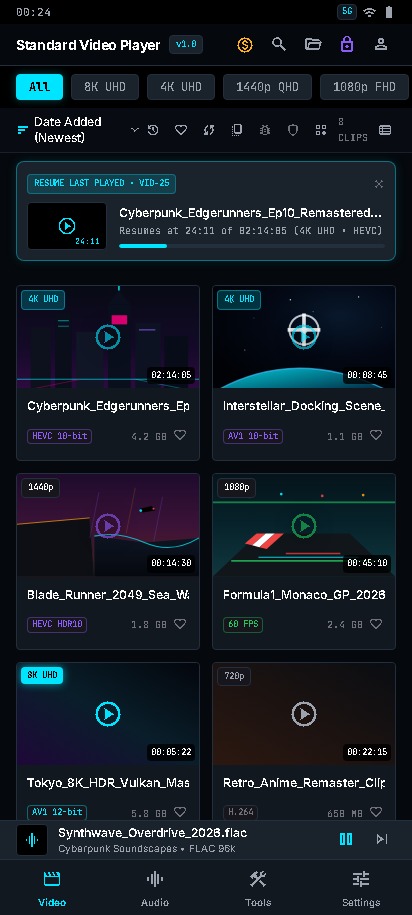 00:24
5G
Standard Video Player
v1.0
All
8K UHD
4K UHD
1440p QHD
1080p FHD
Date Added
(Newest)
8
CLIPS
RESUME LAST PLAYED • VID-25
24:11
Cyberpunk_Edgerunners_Ep10_Remastered...
Resumes at 24:11 of 02:14:05 (4K UHD • HEVC)
4K UHD
02:14:05
Cyberpunk_Edgerunners_Ep
HEVC 10-bit
4.2 GB
4K UHD
00:08:45
Interstellar_Docking_Scene_
AV1 10-bit
1.1 GB
1440p
00:14:30
Blade_Runner_2049_Sea_Wa
HEVC HDR10
1.8 GB
1080p
00:45:10
Formula1_Monaco_GP_2026
60 FPS
2.4 GB
8K UHD
00:05:22
Tokyo_8K_HDR_Vulkan_Mas
AV1 12-bit
5.8 GB
720p
00:22:15
Retro_Anime_Remaster_Clip
H.264
650 MB
Synthwave_Overdrive_2026.flac
Cyberpunk Soundscapes • FLAC 96k
Video
Audio
Tools
Settings